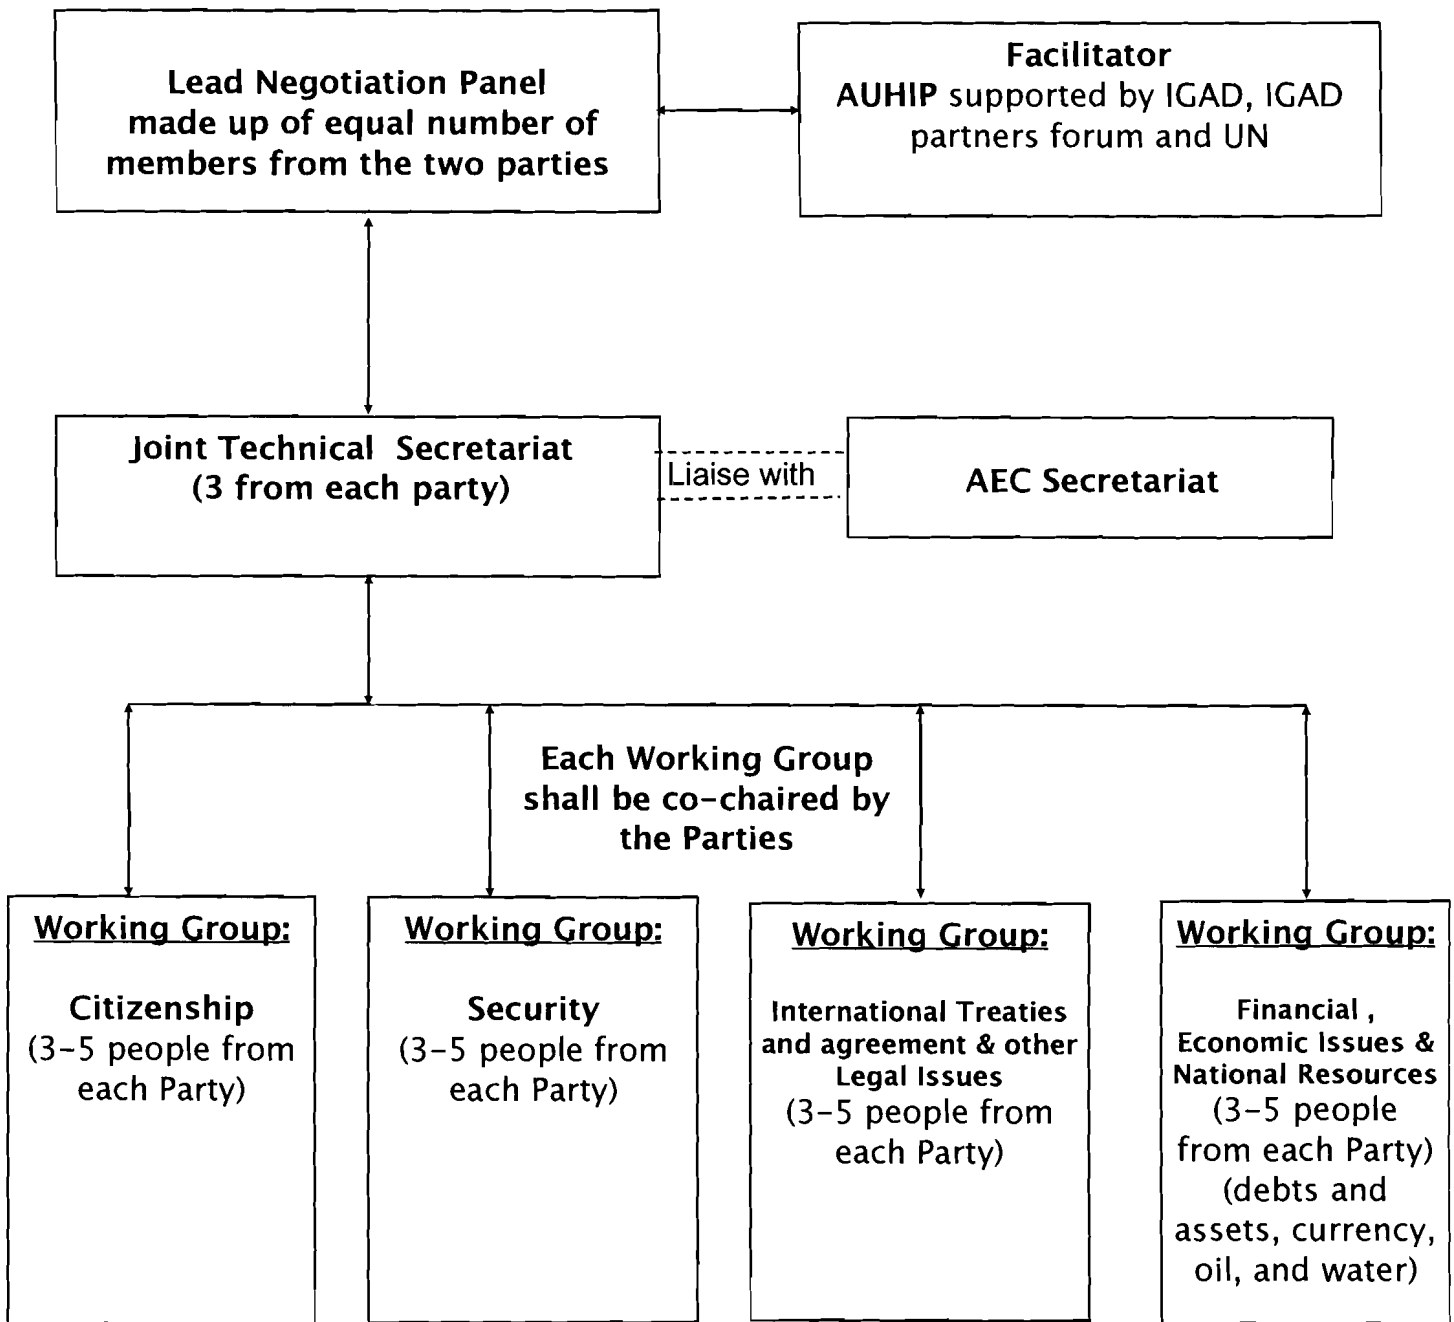 Lead Negotiation Panel
made up of equal number of
members from the two parties
Facilitator
AUHIP supported by IGAD, IGAD
partners forum and UN
Joint Technical Secretariat
(3 from each party)
Liaise with
AEC Secretariat
Each Working Group
shall be co-chaired by
the Parties
Working Group:
Citizenship
(3-5 people from
each Party)
Working Group:
Security
(3-5 people from
each Party)
Working Group:
International Treaties
and agreement & other
Legal Issues
(3-5 people from
each Party)
Working Group:
Financial ,
Economic Issues &
National Resources
(3-5 people
from each Party)
(debts and
assets, currency,
oil, and water)